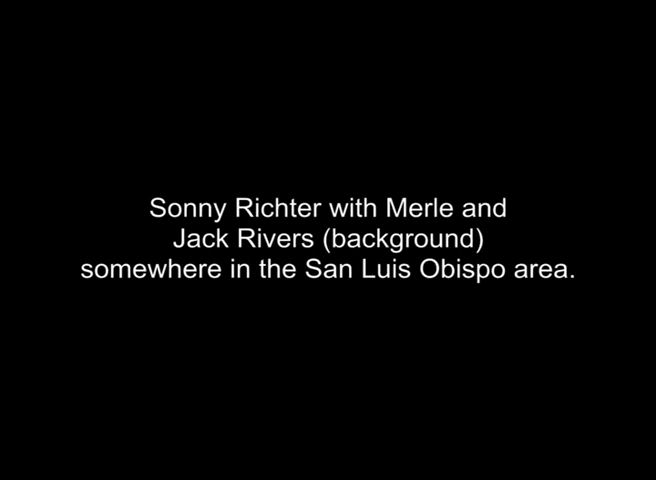 Sonny Richter with Merle and
Jack Rivers (background)
somewhere in the San Luis Obispo area.